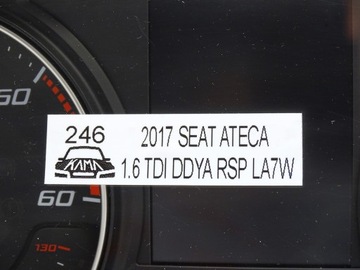 60
246
KAMA
2017 SEAT ATECA
1.6 TDI DDYA RSP LA7W
60
130